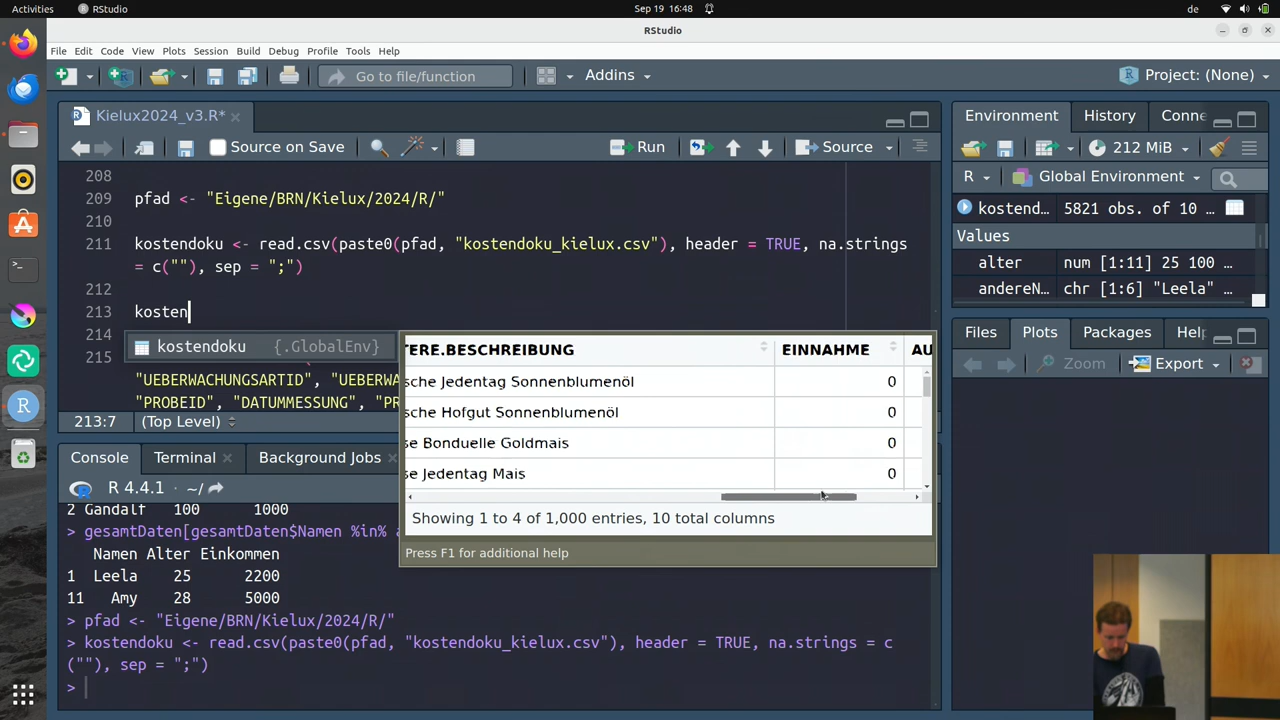 Activities
RStudio
Sep 19 16:48
de
RStudio
File Edit Code View Plots Session Build Debug Profile Tools Help
Go to file/function
Addins
Project: (None)
Kielux2024_v3.R*
Source on Save
Run
Source
208
209 pfad <- "Eigene/BRN/Kielux/2024/R/"
210
211 kostendoku <- read.csv(paste0(pfad, "kostendoku_kielux.csv"), header = TRUE, na.strings
= c(""), sep = ";")
212
213 kosten
214
215
kostendoku {.GlobalEnv}
"UEBERWACHUNGSARTID", "UEBERWA
"PROBEID", "DATUMMESSUNG", "PR
213:7 (Top Level)
TERE.BESCHREIBUNG EINNAHME AU
sche Jedentag Sonnenblumenöl 0
sche Hofgut Sonnenblumenöl 0
se Bonduelle Goldmais 0
se Jedentag Mais 0
Showing 1 to 4 of 1,000 entries, 10 total columns
Press F1 for additional help
Console Terminal Background Jobs
R 4.4.1 · ~/
2 Gandalf 100 1000
> gesamtDaten[gesamtDaten$Namen %in% a
Namen Alter Einkommen
1 Leela 25 2200
11 Amy 28 5000
> pfad <- "Eigene/BRN/Kielux/2024/R/"
> kostendoku <- read.csv(paste0(pfad, "kostendoku_kielux.csv"), header = TRUE, na.strings = c
(""), sep = ";")
>
Environment History Conne
212 MiB
R Global Environment
kostend… 5821 obs. of 10 …
Values
alter num [1:11] 25 100 …
andereN… chr [1:6] "Leela" …
Files Plots Packages Help
Zoom Export